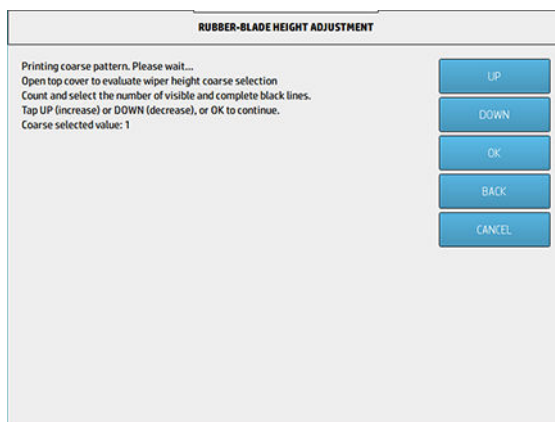 RUBBER-BLADE HEIGHT ADJUSTMENT
Printing coarse pattern. Please wait...
Open top cover to evaluate wiper height coarse selection
Count and select the number of visible and complete black lines.
Tap UP (increase) or DOWN (decrease), or OK to continue.
Coarse selected value: 1
UP
DOWN
OK
BACK
CANCEL